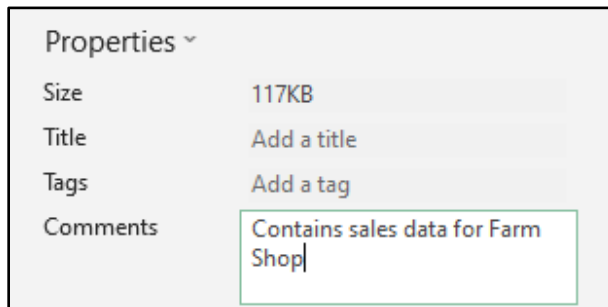 Properties
Size 117KB
Title Add a title
Tags Add a tag
Comments Contains sales data for Farm
Shop